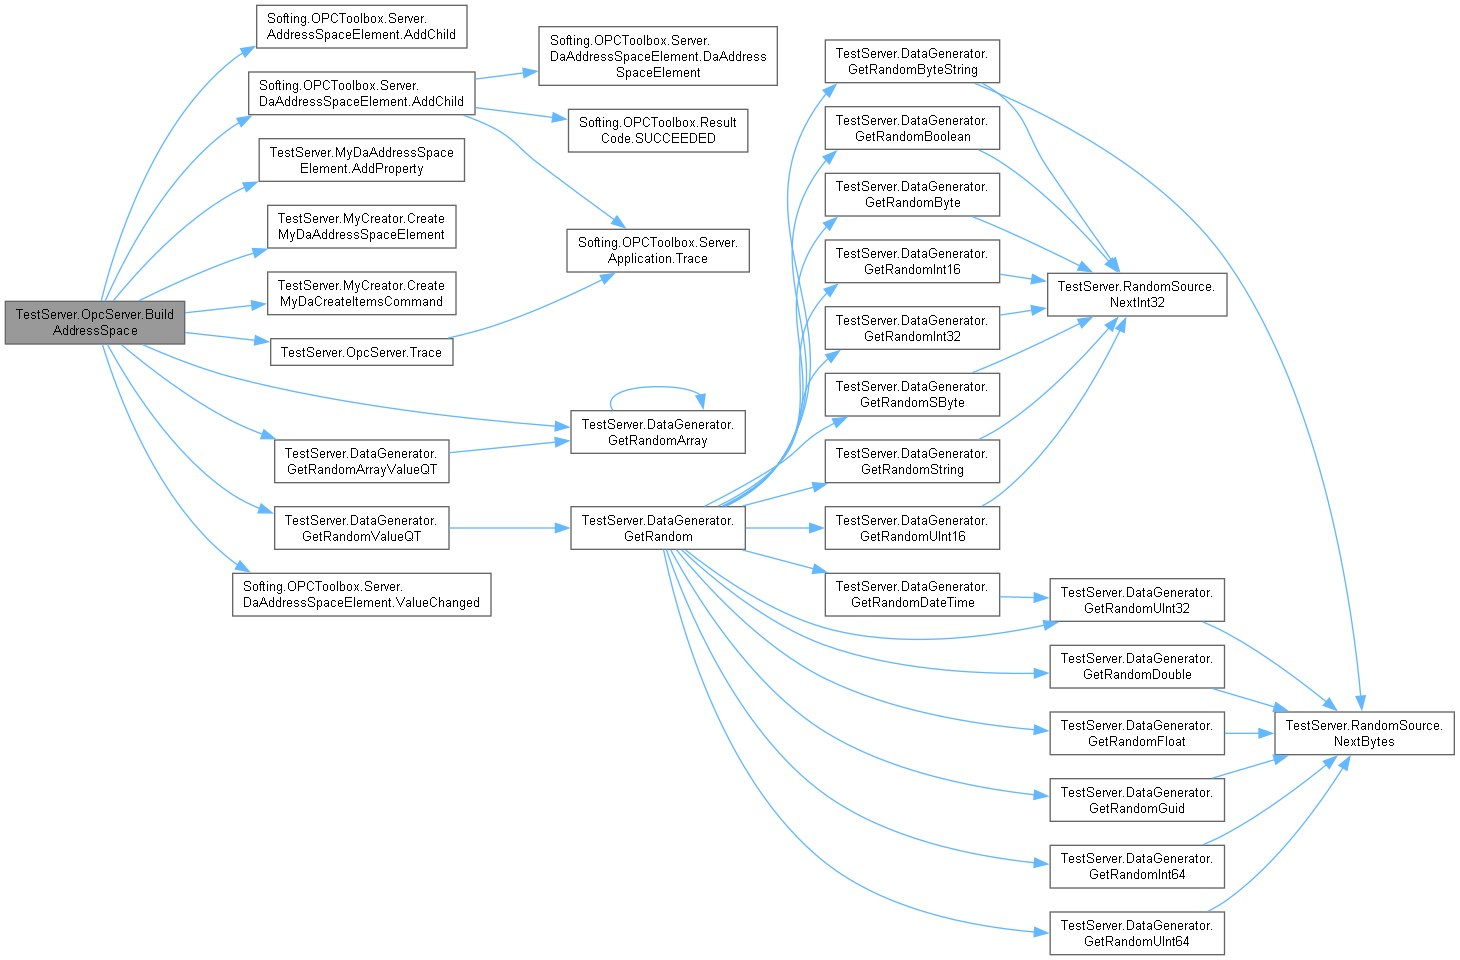 TestServer.OpcServer.Build
AddressSpace
Softing.OPCToolbox.Server.
AddressSpaceElement.AddChild
Softing.OPCToolbox.Server.
DaAddressSpaceElement.AddChild
TestServer.MyDaAddressSpace
Element.AddProperty
TestServer.MyCreator.Create
MyDaAddressSpaceElement
TestServer.MyCreator.Create
MyDaCreateItemsCommand
TestServer.OpcServer.Trace
TestServer.DataGenerator.
GetRandomArrayValueQT
TestServer.DataGenerator.
GetRandomValueQT
Softing.OPCToolbox.Server.
DaAddressSpaceElement.ValueChanged
Softing.OPCToolbox.Server.
DaAddressSpaceElement.DaAddress
SpaceElement
Softing.OPCToolbox.Result
Code.SUCCEEDED
Softing.OPCToolbox.Server.
Application.Trace
TestServer.DataGenerator.
GetRandomArray
TestServer.DataGenerator.
GetRandom
TestServer.DataGenerator.
GetRandomByteString
TestServer.DataGenerator.
GetRandomBoolean
TestServer.DataGenerator.
GetRandomByte
TestServer.DataGenerator.
GetRandomInt16
TestServer.DataGenerator.
GetRandomInt32
TestServer.DataGenerator.
GetRandomSByte
TestServer.DataGenerator.
GetRandomString
TestServer.DataGenerator.
GetRandomUInt16
TestServer.DataGenerator.
GetRandomDateTime
TestServer.RandomSource.
NextInt32
TestServer.DataGenerator.
GetRandomUInt32
TestServer.DataGenerator.
GetRandomDouble
TestServer.DataGenerator.
GetRandomFloat
TestServer.DataGenerator.
GetRandomGuid
TestServer.DataGenerator.
GetRandomInt64
TestServer.DataGenerator.
GetRandomUInt64
TestServer.RandomSource.
NextBytes